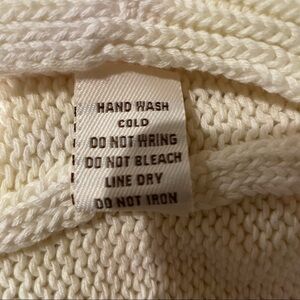 HAND WASH
COLD
DO NOT WRING
DO NOT BLEACH
LINE DRY
DO NOT IRON